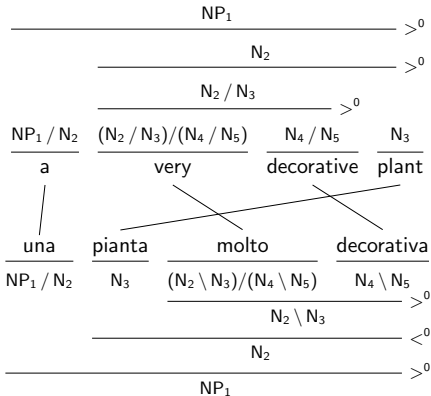 NP₁
>⁰
N₂
>⁰
N₂ / N₃
>⁰
NP₁ / N₂ (N₂ / N₃)/(N₄ / N₅) N₄ / N₅ N₃
a very decorative plant
una pianta molto decorativa
NP₁ / N₂ N₃ (N₂ \ N₃)/(N₄ \ N₅) N₄ \ N₅
>⁰
N₂ \ N₃
<⁰
N₂
>⁰
NP₁